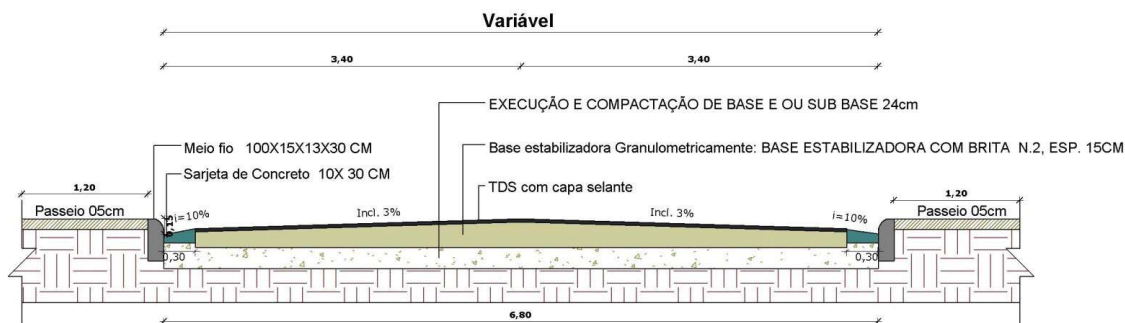 Variável
3,40
3,40
EXECUÇÃO E COMPACTAÇÃO DE BASE E OU SUB BASE 24cm
Meio fio 100X15X13X30 CM
Base estabilizadora Granulometricamente: BASE ESTABILIZADORA COM BRITA N.2, ESP. 15CM
Sarjeta de Concreto 10X 30 CM
TDS com capa selante
1,20
1,20
Passeio 05cm
0,15
i=10%
Incl. 3%
Incl. 3%
i=10%
Passeio 05cm
0,30
0,30
6,80